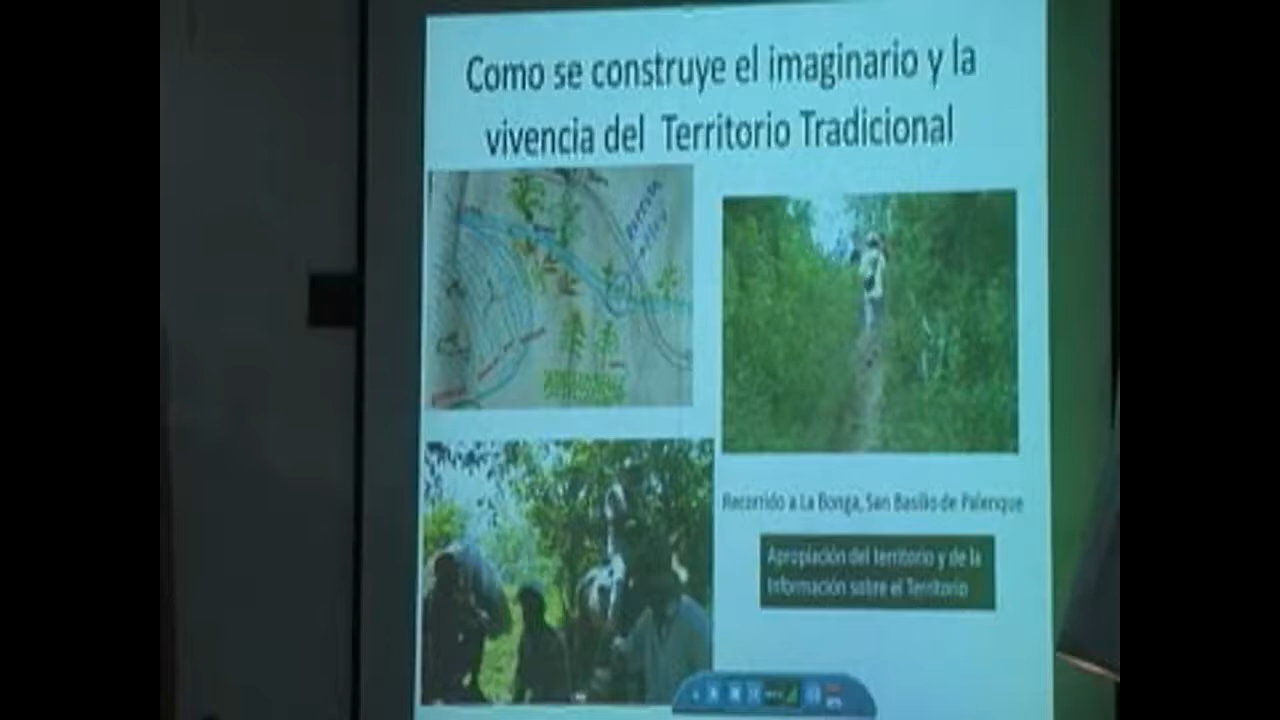 Como se construye el imaginario y la
vivencia del Territorio Tradicional
Recorrido a La Bonga, San Basilio de Palenque
Apropiación del territorio y de la
Información sobre el Territorio